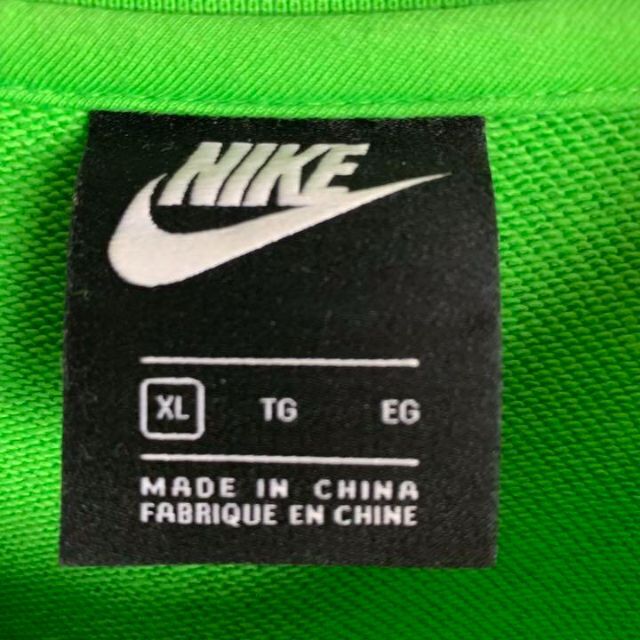 NIKE
XL TG EG
MADE IN CHINA
FABRIQUE EN CHINE